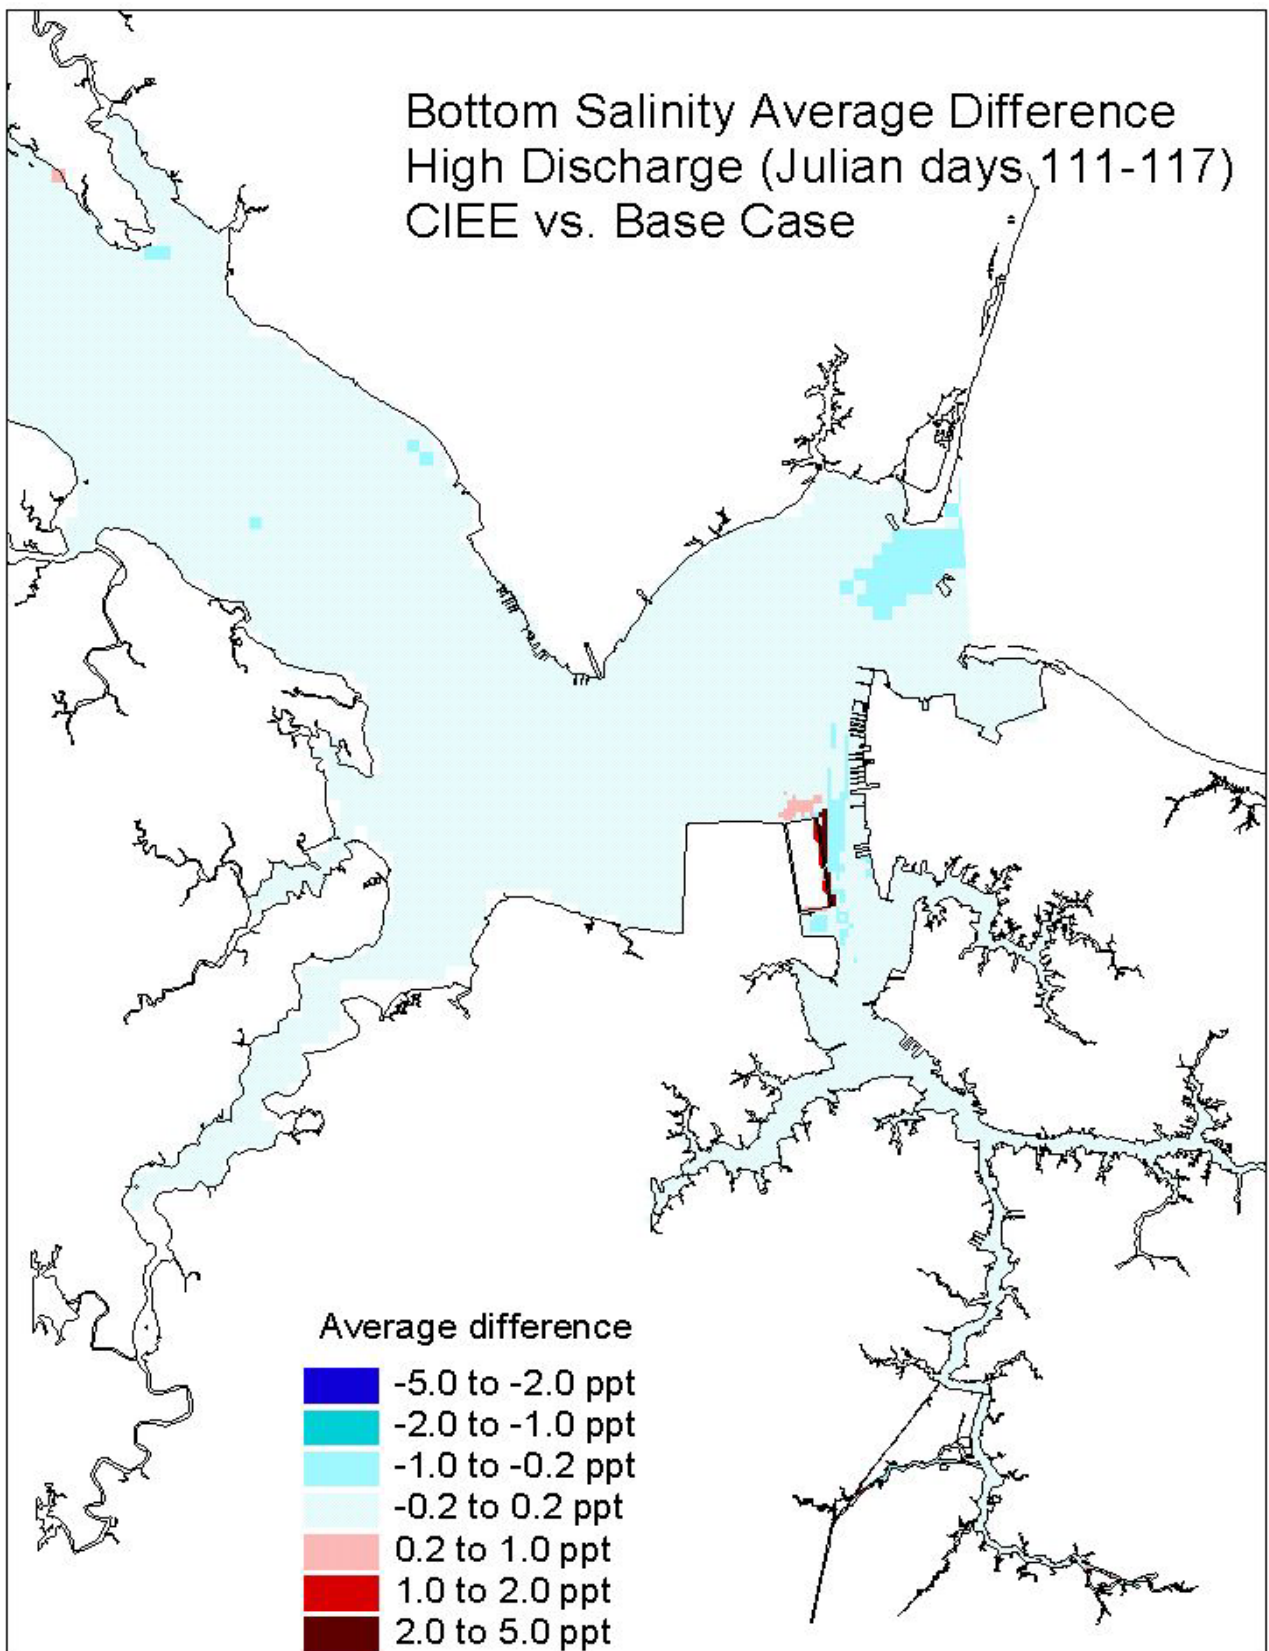 Bottom Salinity Average Difference
High Discharge (Julian days 111-117)
CIEE vs. Base Case
Average difference
-5.0 to -2.0 ppt
-2.0 to -1.0 ppt
-1.0 to -0.2 ppt
-0.2 to 0.2 ppt
0.2 to 1.0 ppt
1.0 to 2.0 ppt
2.0 to 5.0 ppt